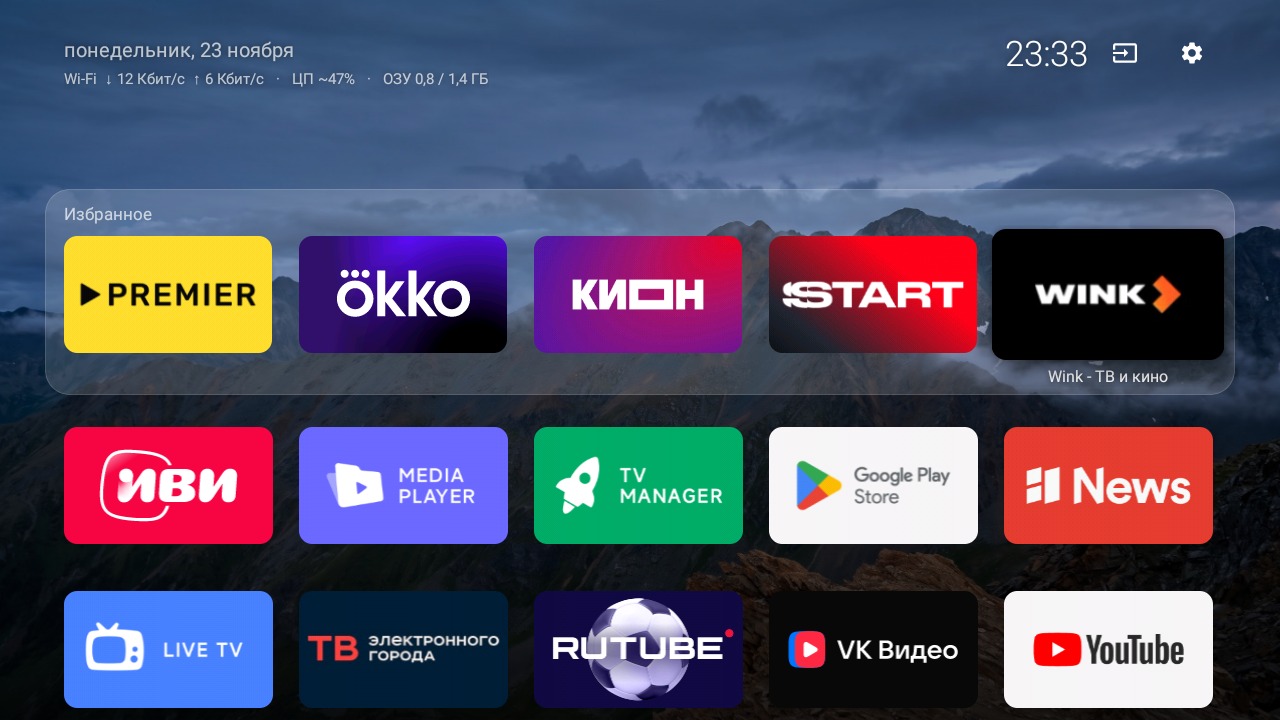 понедельник, 23 ноября
23:33
Wi-Fi ↓ 12 Кбит/с ↑ 6 Кбит/с · ЦП ~47% · ОЗУ 0,8 / 1,4 ГБ
Избранное
PREMIER
ökko
КИОН
START
WINK
Wink - ТВ и кино
иви
MEDIA
PLAYER
TV
MANAGER
Google Play
Store
News
LIVE TV
ТВ
электронного
города
RUTUBE
VK Видео
YouTube